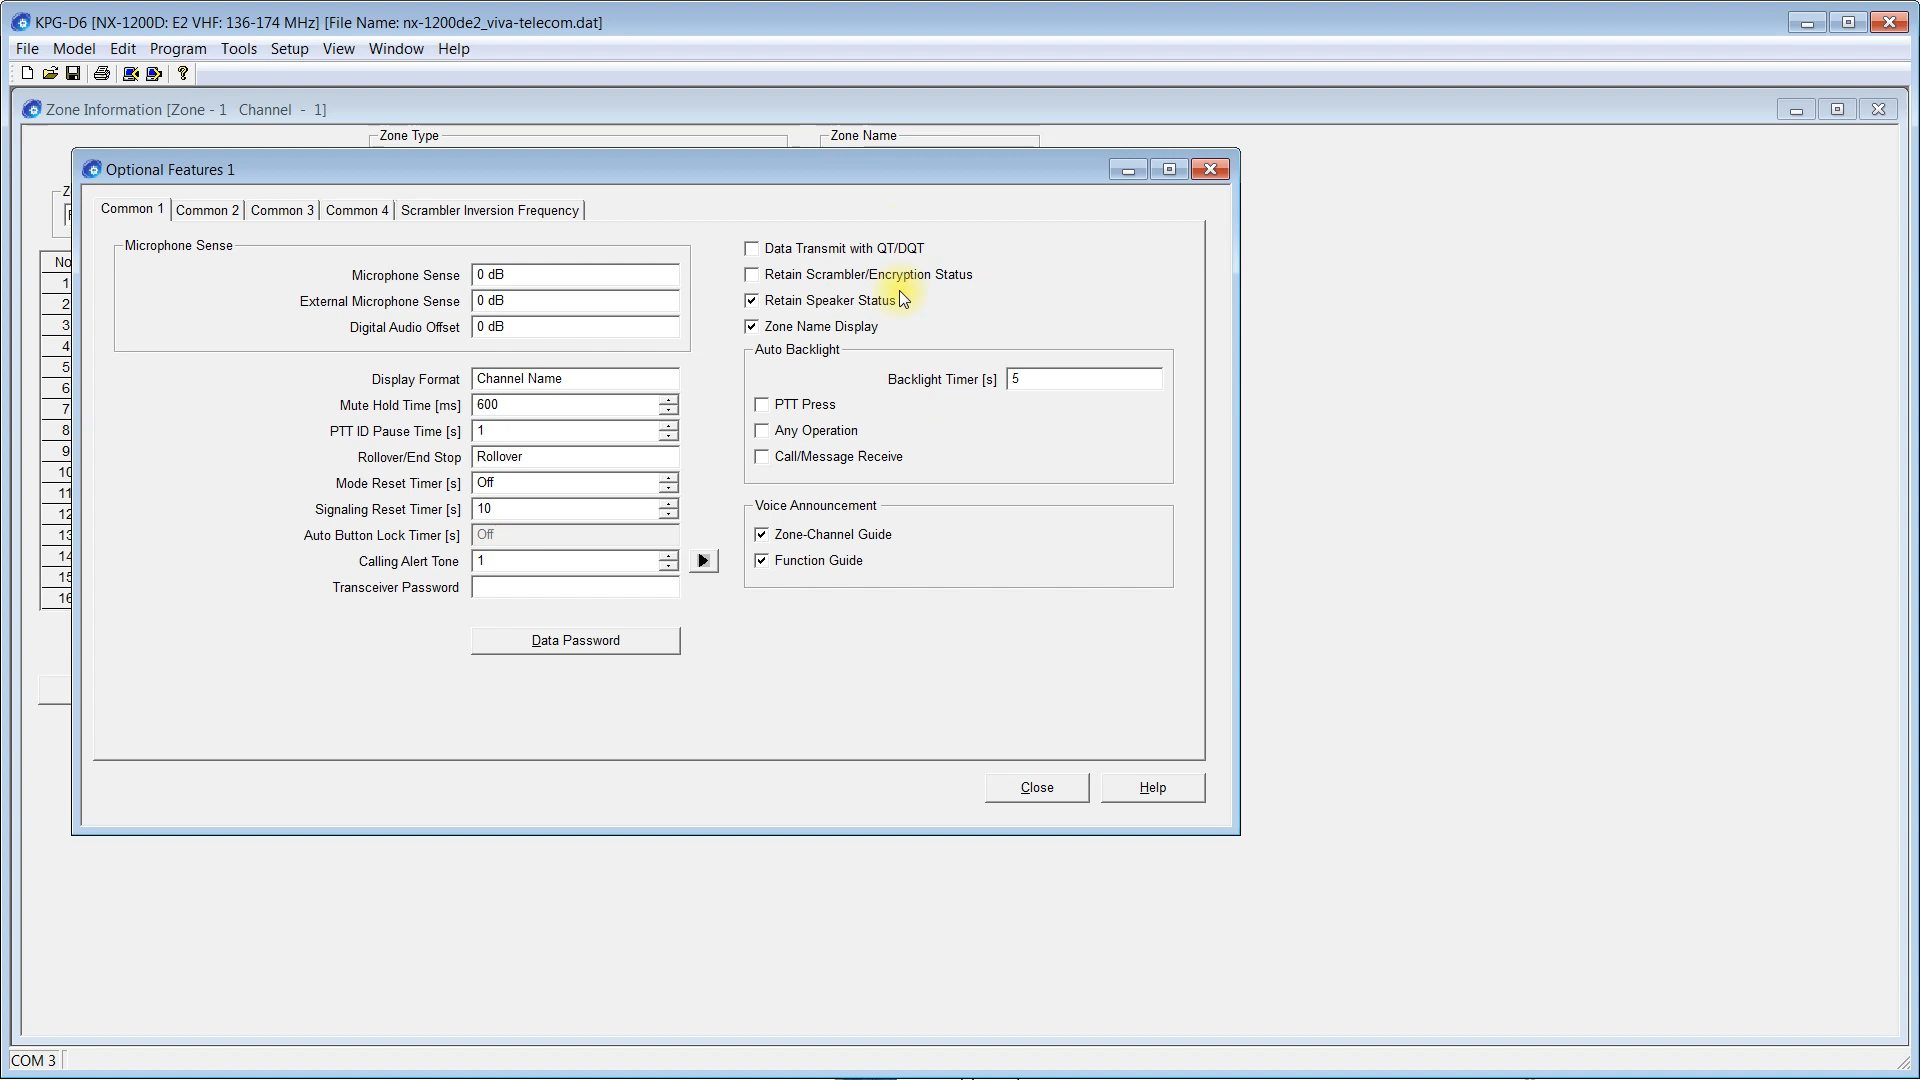 KPG-D6 [NX-1200D: E2 VHF: 136-174 MHz] [File Name: nx-1200de2_viva-telecom.dat]
File Model Edit Program Tools Setup View Window Help
Zone Information [Zone - 1 Channel - 1]
Zone Type Zone Name
Optional Features 1
Common 1 Common 2 Common 3 Common 4 Scrambler Inversion Frequency
Microphone Sense
Microphone Sense 0 dB
External Microphone Sense 0 dB
Digital Audio Offset 0 dB
Display Format Channel Name
Mute Hold Time [ms] 600
PTT ID Pause Time [s] 1
Rollover/End Stop Rollover
Mode Reset Timer [s] Off
Signaling Reset Timer [s] 10
Auto Button Lock Timer [s] Off
Calling Alert Tone 1
Transceiver Password
Data Password
Data Transmit with QT/DQT
Retain Scrambler/Encryption Status
Retain Speaker Status
Zone Name Display
Auto Backlight
Backlight Timer [s] 5
PTT Press
Any Operation
Call/Message Receive
Voice Announcement
Zone-Channel Guide
Function Guide
Close Help
No
1
2
3
4
5
6
7
8
9
10
11
12
13
14
15
16
COM 3